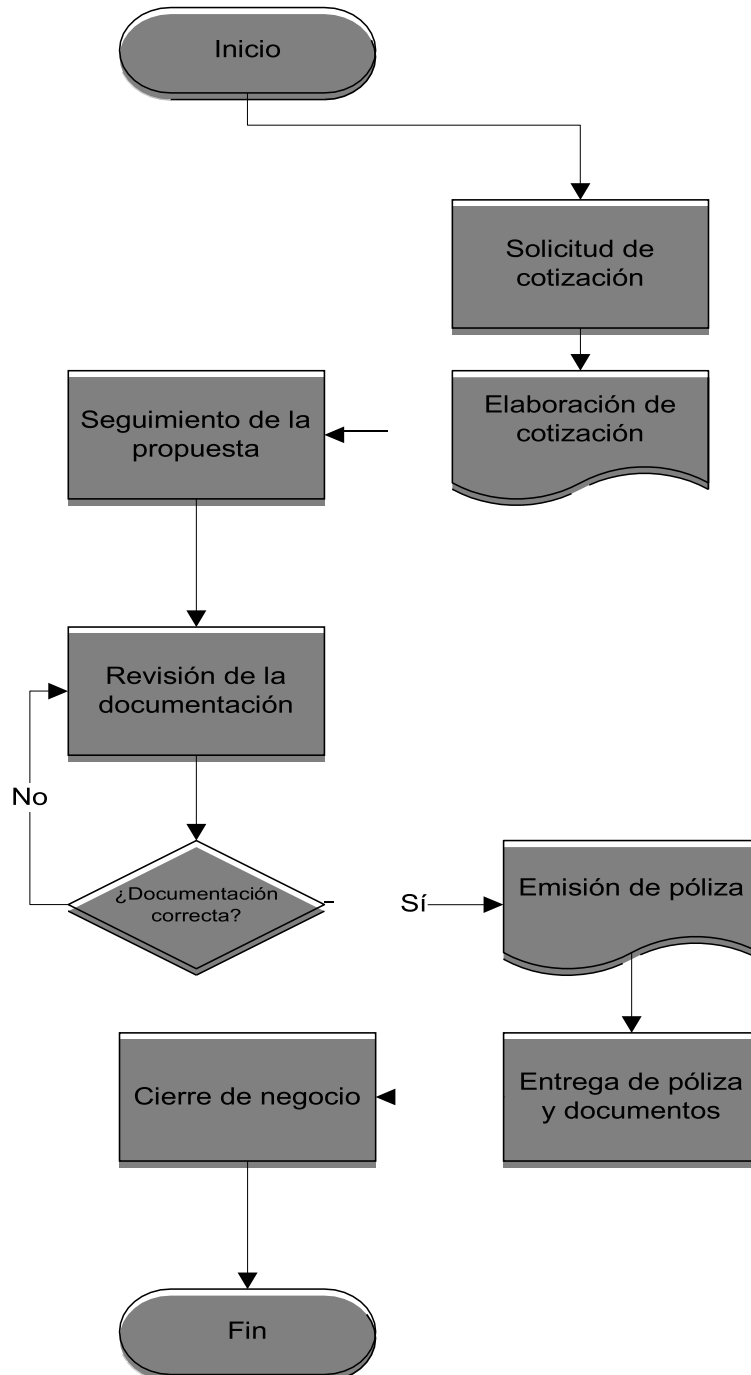 Inicio
Solicitud de
cotización
Elaboración de
cotización
Seguimiento de la
propuesta
Revisión de la
documentación
No
¿Documentación
correcta?
Sí
Emisión de póliza
Entrega de póliza
y documentos
Cierre de negocio
Fin